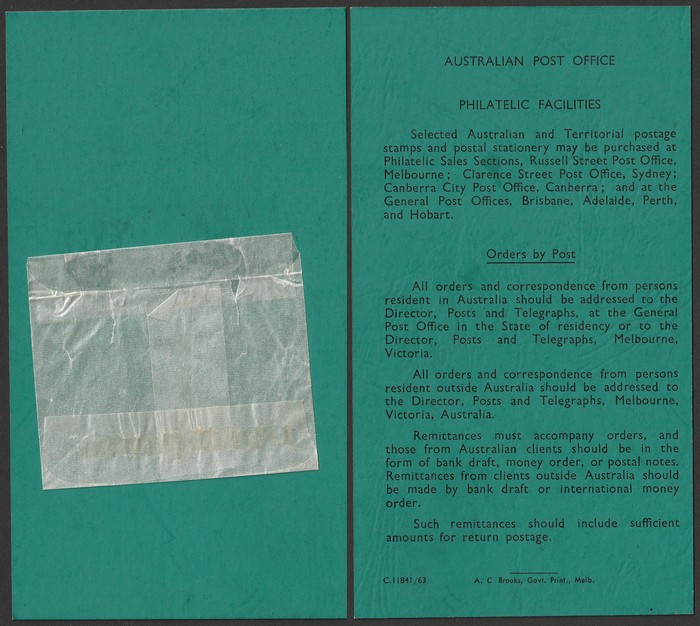 AUSTRALIAN POST OFFICE
PHILATELIC FACILITIES
Selected Australian and Territorial postage
stamps and postal stationery may be purchased at
Philatelic Sales Sections, Russell Street Post Office,
Melbourne; Clarence Street Post Office, Sydney;
Canberra City Post Office, Canberra; and at the
General Post Offices, Brisbane, Adelaide, Perth,
and Hobart.
Orders by Post
All orders and correspondence from persons
resident in Australia should be addressed to the
Director, Posts and Telegraphs, at the General
Post Office in the State of residency or to the
Director, Posts and Telegraphs, Melbourne,
Victoria.
All orders and correspondence from persons
resident outside Australia should be addressed to
the Director, Posts and Telegraphs, Melbourne,
Victoria, Australia.
Remittances must accompany orders, and
those from Australian clients should be in the
form of bank draft, money order, or postal notes.
Remittances from clients outside Australia should
be made by bank draft or international money
order.
Such remittances should include sufficient
amounts for return postage.
C.11841/63 A. C Brooks, Govt. Print., Melb.